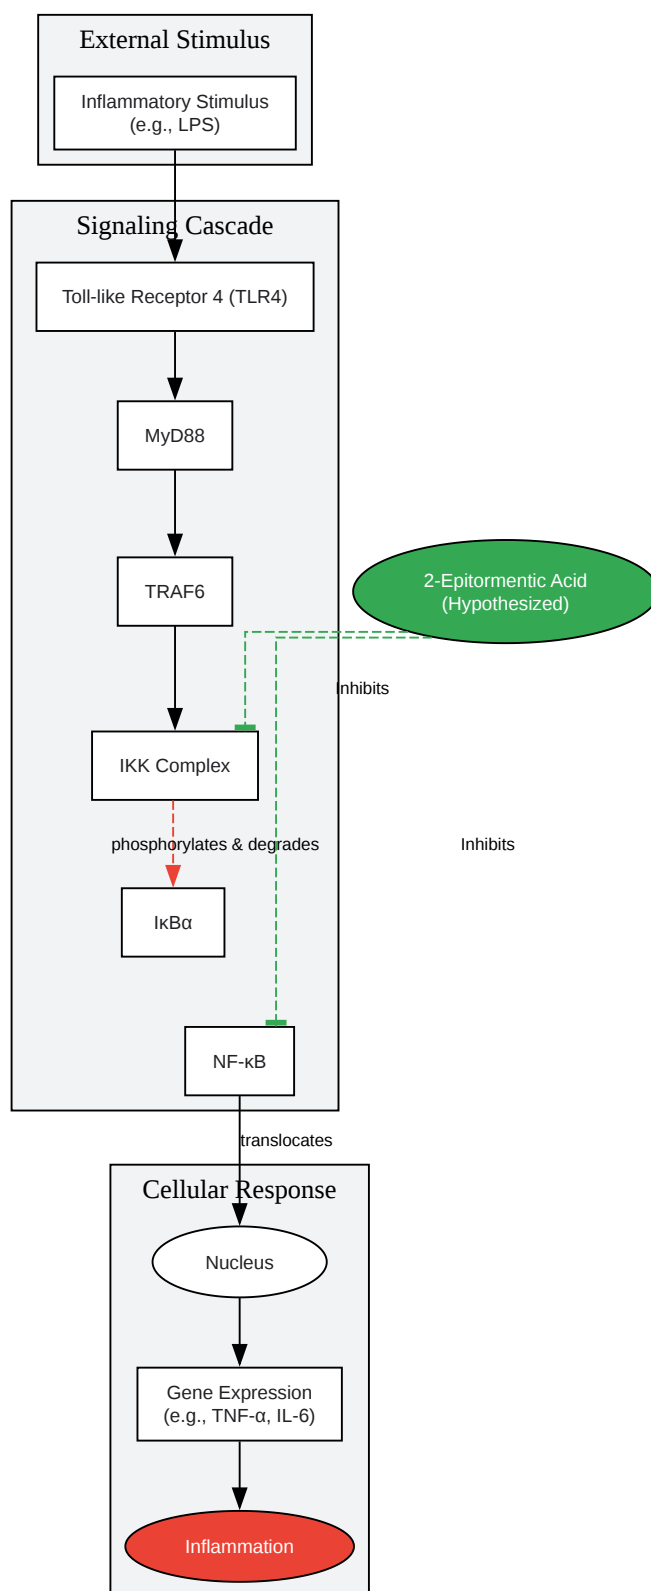 External Stimulus
Inflammatory Stimulus
(e.g., LPS)
Signaling Cascade
Toll-like Receptor 4 (TLR4)
MyD88
TRAF6
2-Epitormentic Acid
(Hypothesized)
Inhibits
IKK Complex
phosphorylates & degrades
Inhibits
IκBα
NF-κB
translocates
Cellular Response
Nucleus
Gene Expression
(e.g., TNF-α, IL-6)
Inflammation